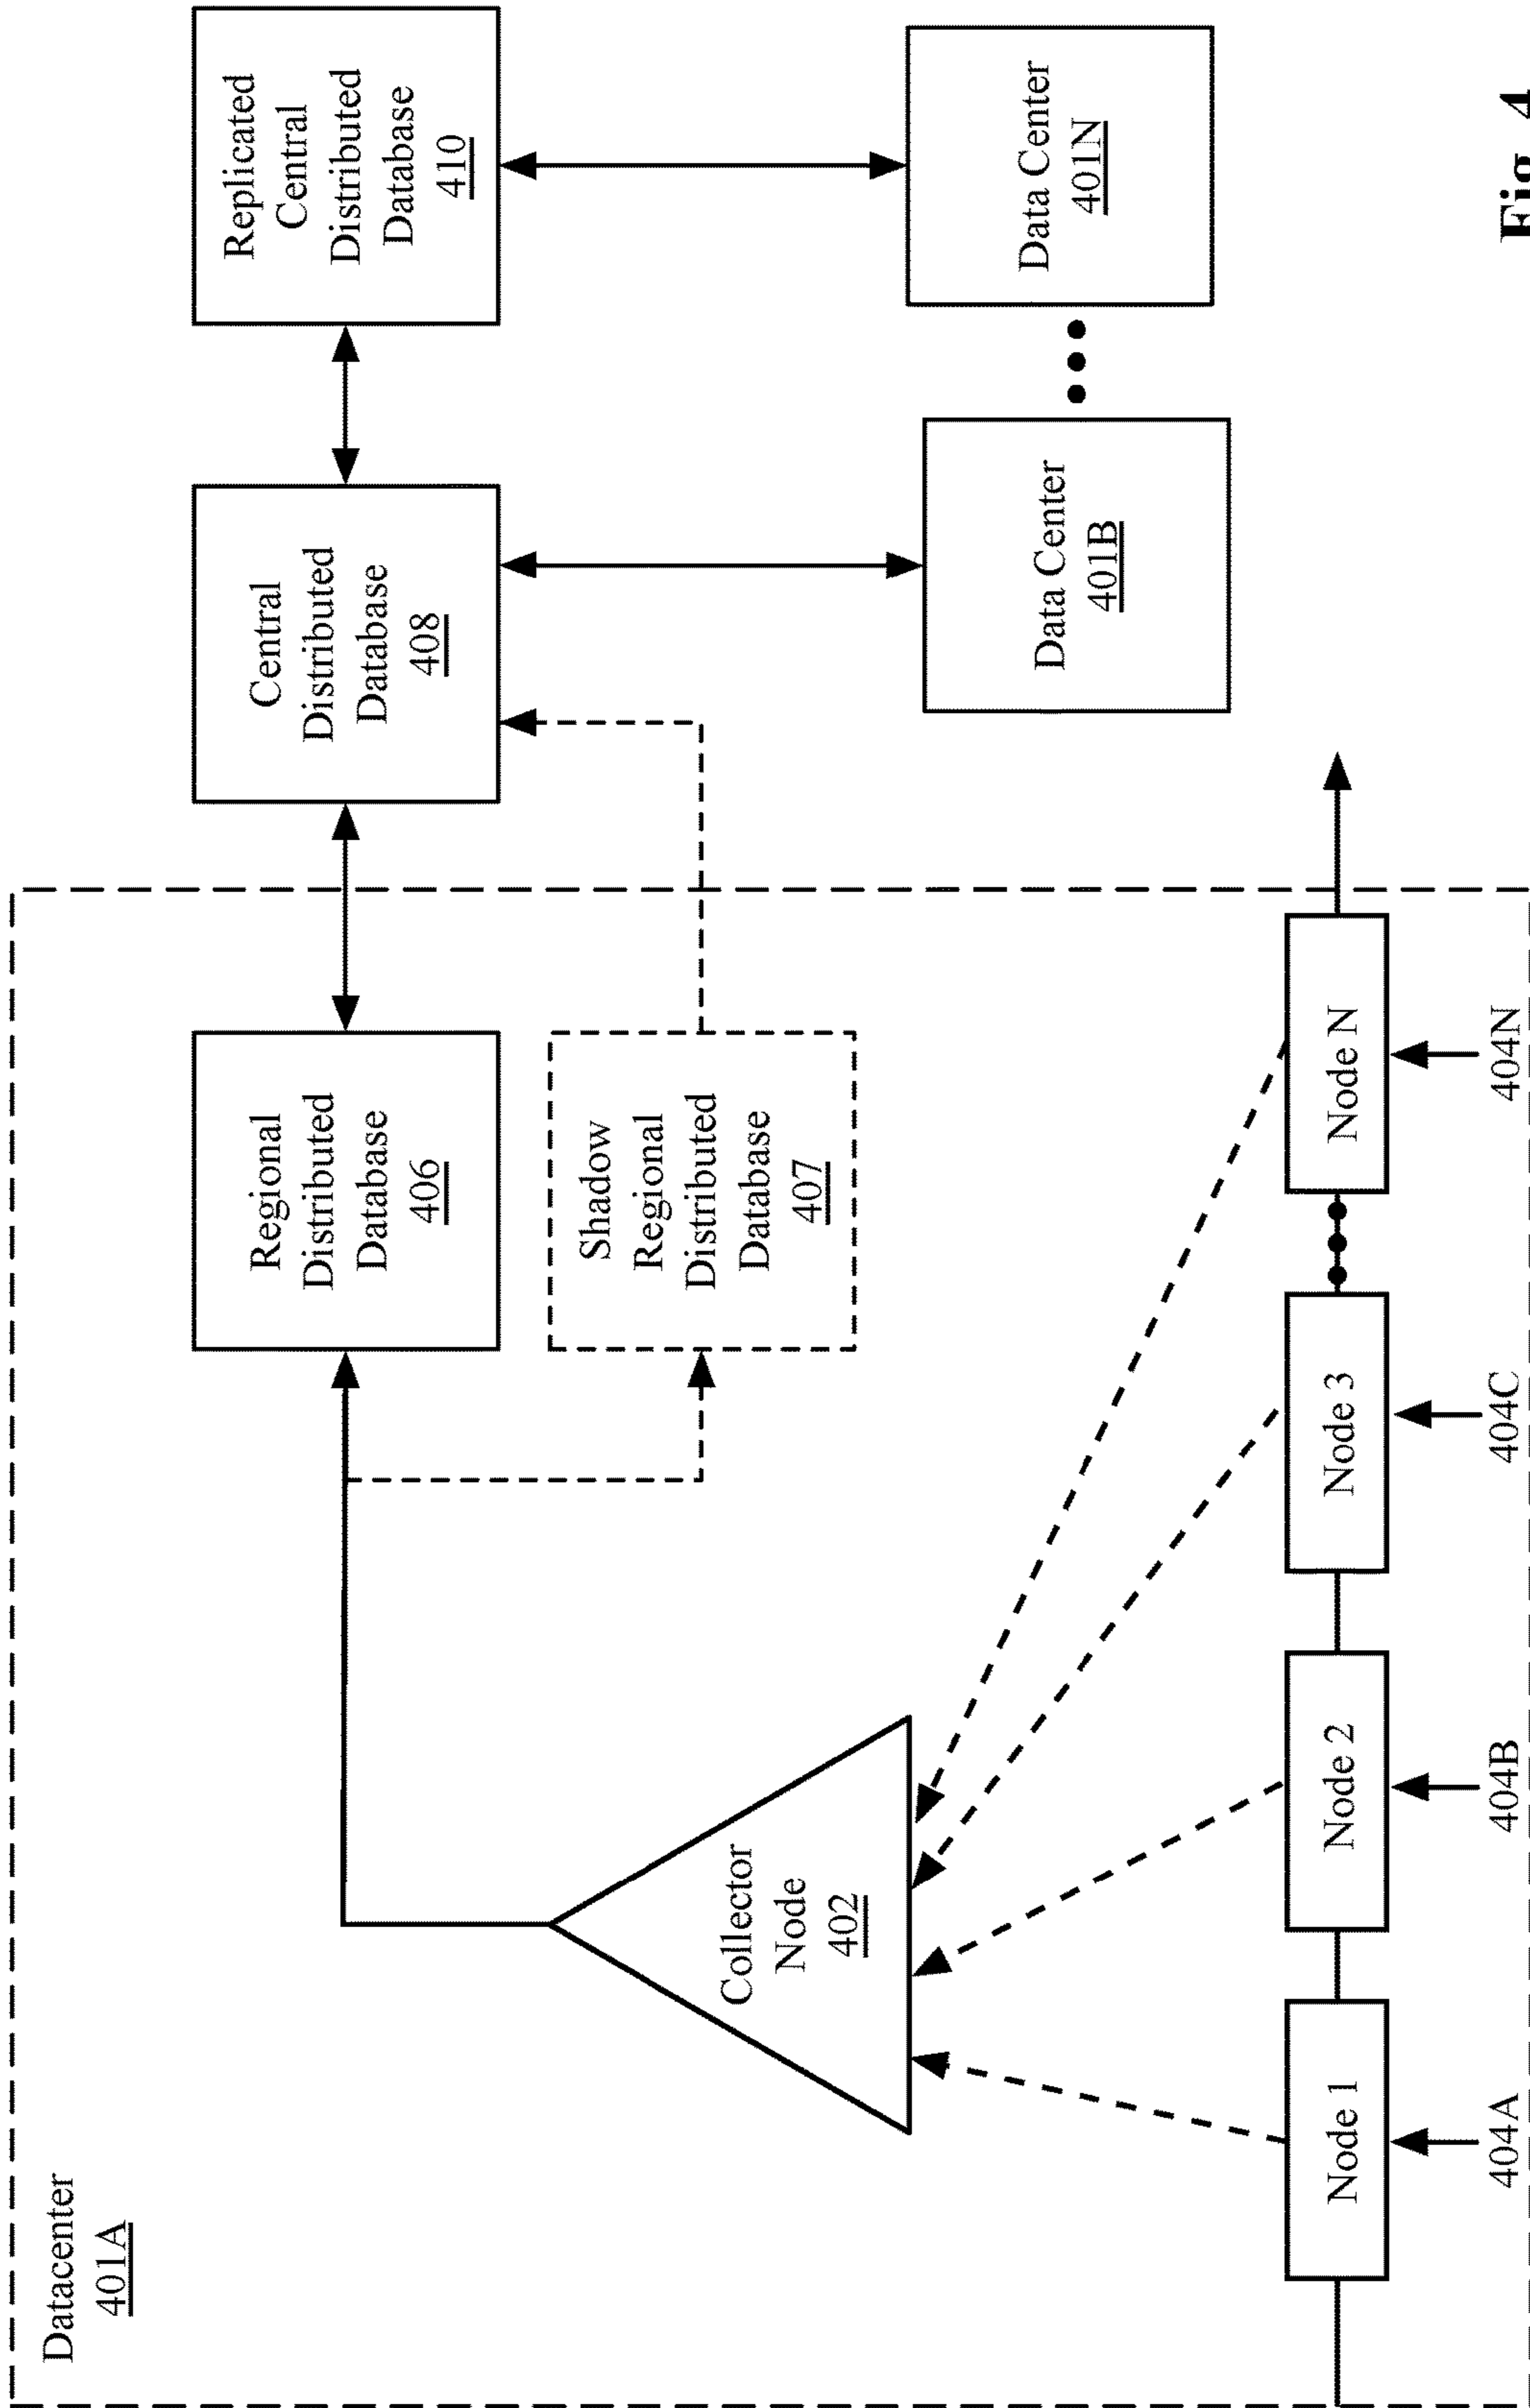 Datacenter
401A
Regional
Distributed
Database
406
Central
Distributed
Database
408
Replicated
Central
Distributed
Database
410
Shadow
Regional
Distributed
Database
407
Collector
Node
402
Data Center
401B
Data Center
401N
Node 1
Node 2
Node 3
Node N
404A
404B
404C
404N
Fig. 4